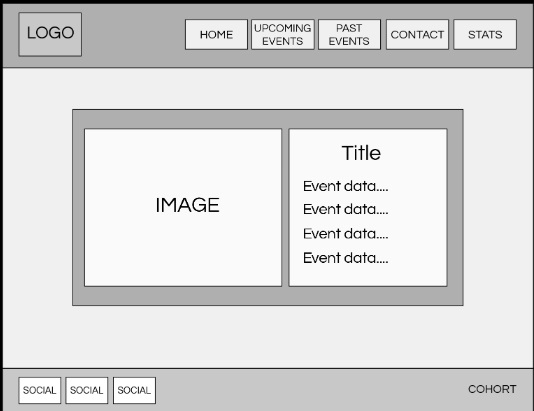 LOGO
HOME
UPCOMING
EVENTS
PAST
EVENTS
CONTACT
STATS
IMAGE
Title
Event data....
Event data....
Event data....
Event data....
SOCIAL
SOCIAL
SOCIAL
COHORT